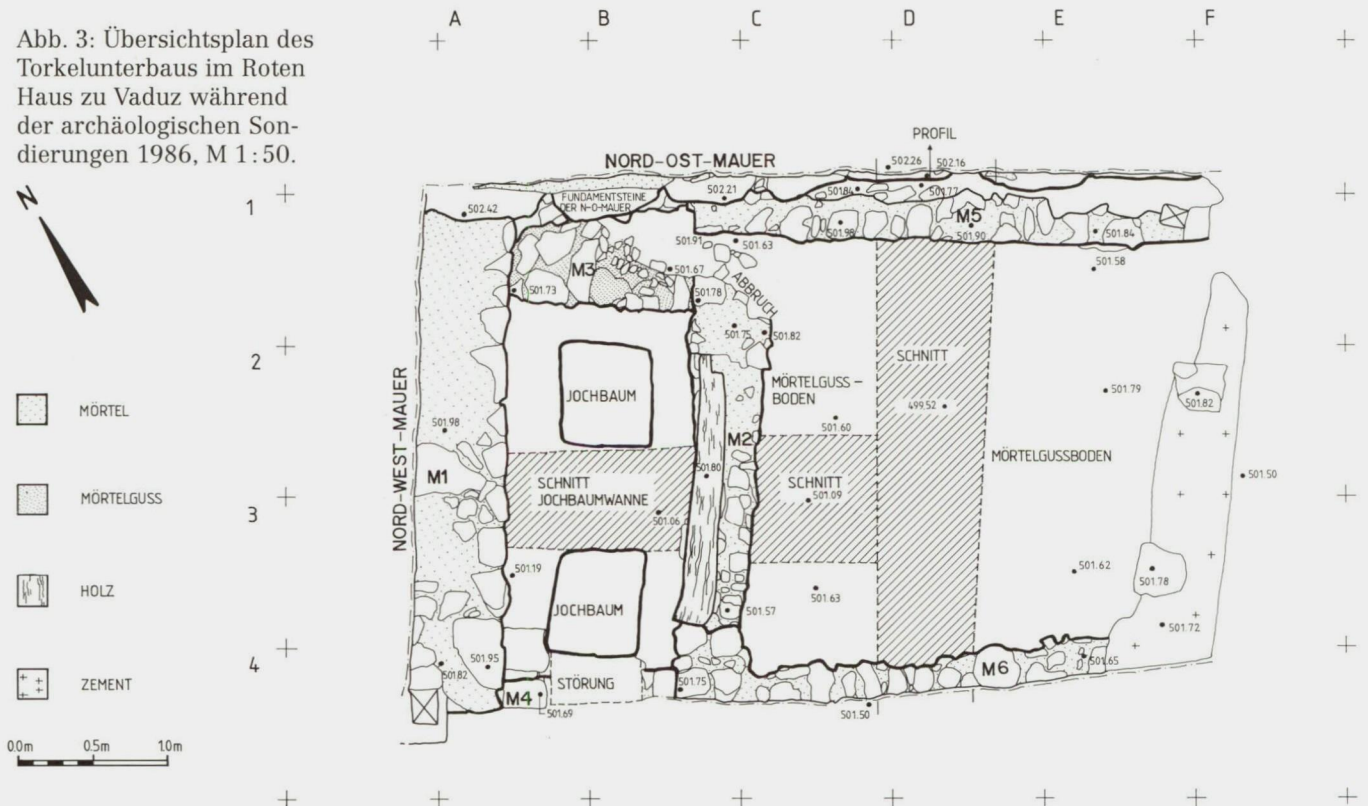 Abb. 3: Übersichtsplan des
Torkelunterbaus im Roten
Haus zu Vaduz während
der archäologischen Son-
dierungen 1986, M 1:50.
A B C D E F
N
1
2
3
4
MÖRTEL
MÖRTELGUSS
HOLZ
ZEMENT
0.0m 0.5m 1.0m
PROFIL
NORD-OST-MAUER
502.26 502.16
502.42
FUNDAMENTSTEINE
DER N-O-MAUER
502.21
501.84
501.77
M5
501.98
501.90
501.84
501.91
501.63
501.58
M3
501.67
ABBRUCH
501.73
501.78
501.75
501.82
NORD-WEST-MAUER
JOCHBAUM
MÖRTELGUSS-
BODEN
SCHNITT
499.52
501.79
501.82
501.98
501.60
M2
M1
501.80
MÖRTELGUSSBODEN
SCHNITT
JOCHBAUMWANNE
501.06
SCHNITT
501.09
501.50
501.19
JOCHBAUM
501.57
501.63
501.62
501.78
501.72
501.95
501.82
STÖRUNG
501.75
M4
501.69
M6
501.65
501.50